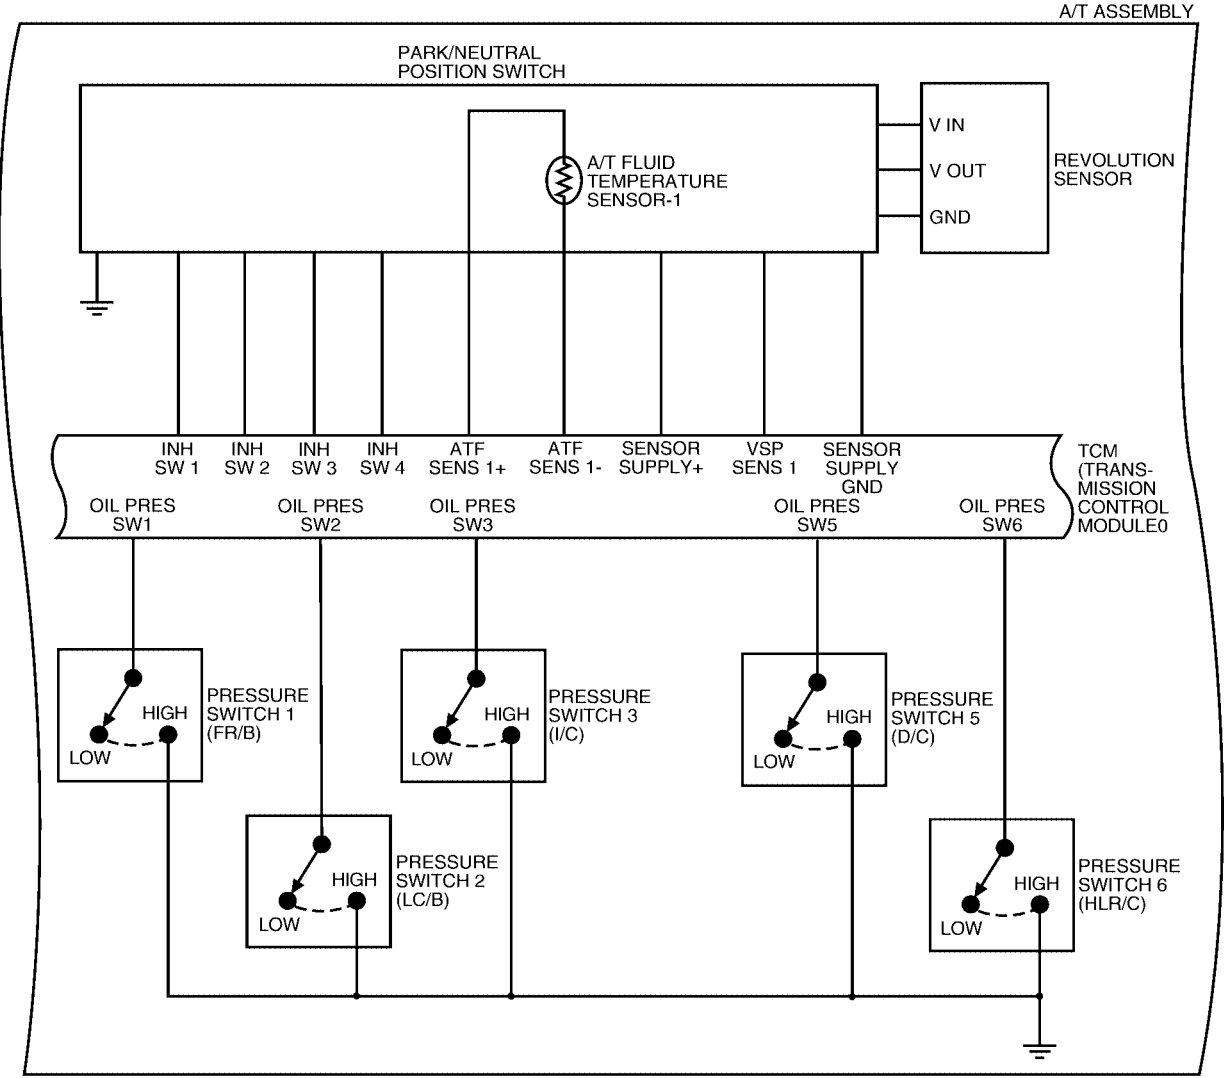 A/T ASSEMBLY
PARK/NEUTRAL
POSITION SWITCH
V IN
V OUT
GND
REVOLUTION
SENSOR
A/T FLUID
TEMPERATURE
SENSOR-1
INH
SW 1
INH
SW 2
INH
SW 3
INH
SW 4
ATF
SENS 1+
ATF
SENS 1-
SENSOR
SUPPLY+
VSP
SENS 1
SENSOR
SUPPLY
GND
TCM
(TRANS-
MISSION
CONTROL
MODULE0
OIL PRES
SW1
OIL PRES
SW2
OIL PRES
SW3
OIL PRES
SW5
OIL PRES
SW6
HIGH
LOW
PRESSURE
SWITCH 1
(FR/B)
HIGH
LOW
PRESSURE
SWITCH 3
(I/C)
HIGH
LOW
PRESSURE
SWITCH 5
(D/C)
HIGH
LOW
PRESSURE
SWITCH 2
(LC/B)
HIGH
LOW
PRESSURE
SWITCH 6
(HLR/C)